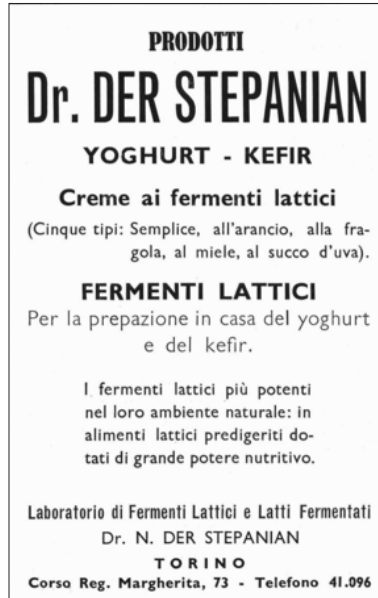 PRODOTTI
Dr. DER STEPANIAN
YOGHURT - KEFIR
Creme ai fermenti lattici
(Cinque tipi: Semplice, all'arancio, alla fra-
gola, al miele, al succo d'uva).
FERMENTI LATTICI
Per la prepazione in casa del yoghurt
e del kefir.
I fermenti lattici più potenti
nel loro ambiente naturale: in
alimenti lattici predigeriti do-
tati di grande potere nutritivo.
Laboratorio di Fermenti Lattici e Latti Fermentati
Dr. N. DER STEPANIAN
TORINO
Corso Reg. Margherita, 73 - Telefono 41.096